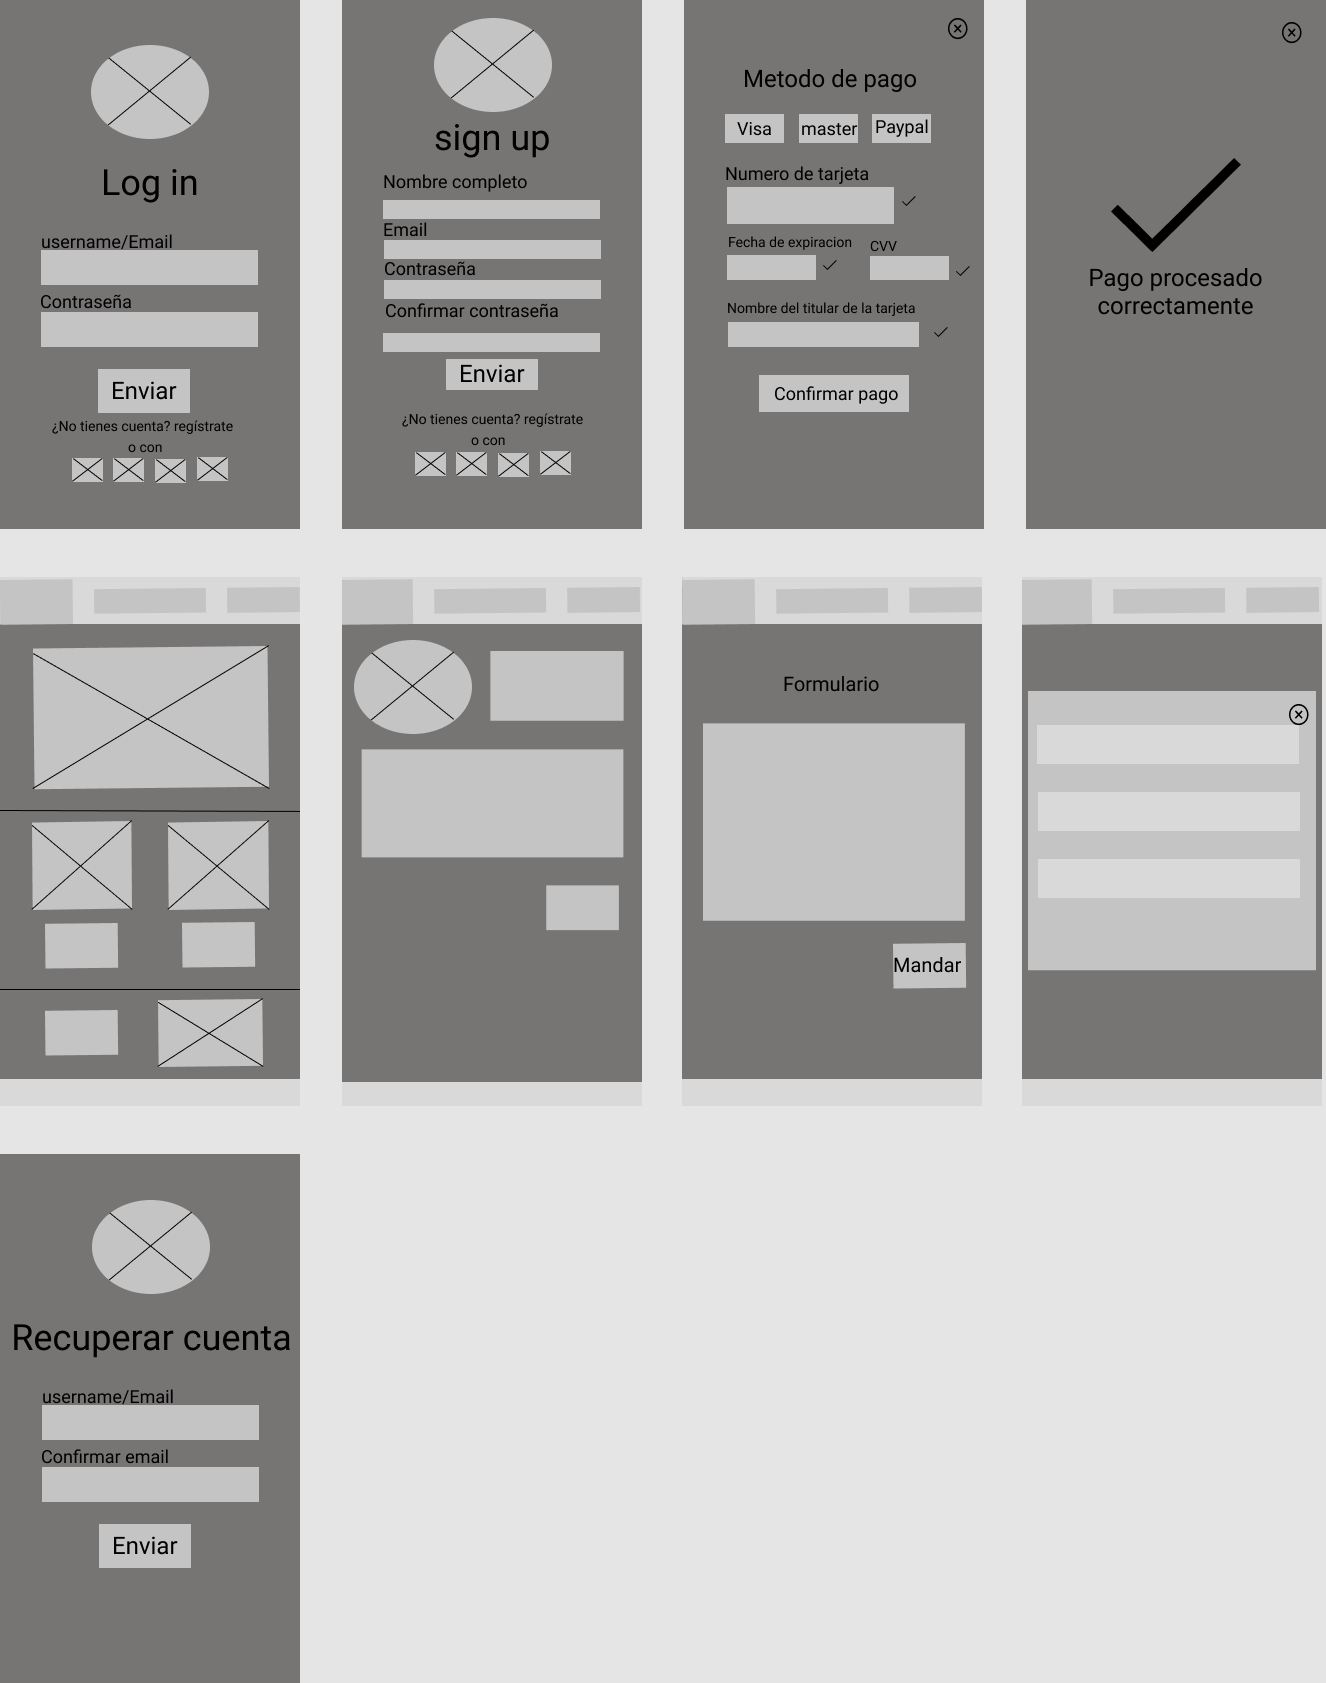 Log in
username/Email
Contraseña
Enviar
¿No tienes cuenta? regístrate
o con
sign up
Nombre completo
Email
Contraseña
Confirmar contraseña
Enviar
¿No tienes cuenta? regístrate
o con
Metodo de pago
Visa
master
Paypal
Numero de tarjeta
Fecha de expiracion
CVV
Nombre del titular de la tarjeta
Confirmar pago
Pago procesado
correctamente
Formulario
Mandar
Recuperar cuenta
username/Email
Confirmar email
Enviar